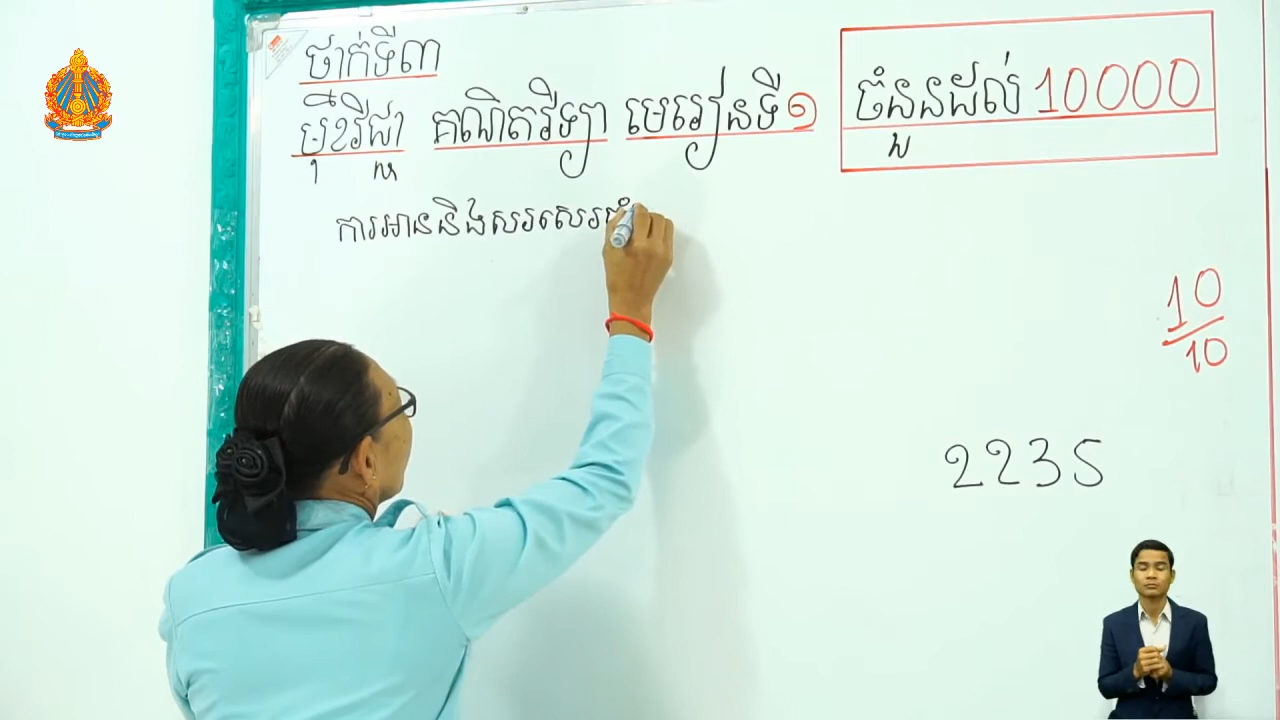 ថ្នាក់ទី៣
មុខវិជ្ជា គណិតវិទ្យា មេរៀនទី១
ចំនួនដល់ 10000
ការអាននិងសរសេរចំ
10
10
2235